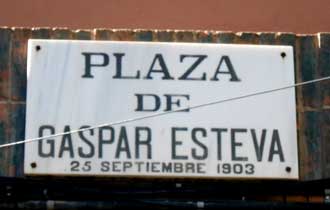 PLAZA
DE
GASPAR ESTEVA
25 SEPTIEMBRE 1903